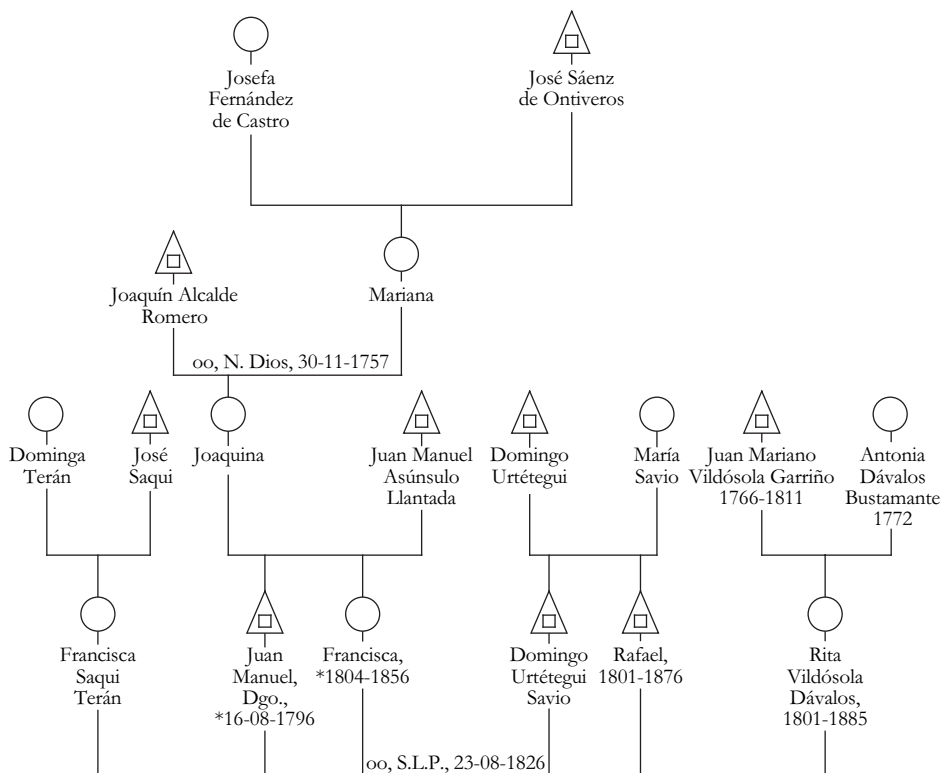 Josefa
Fernández
de Castro
José Sáenz
de Ontiveros
Joaquín Alcalde
Romero
Mariana
oo, N. Dios, 30-11-1757
Dominga
Terán
José
Saqui
Joaquina
Juan Manuel
Asúnsulo
Llantada
Domingo
Urtétegui
María
Savio
Juan Mariano
Vildósola Garriño
1766-1811
Antonia
Dávalos
Bustamante
1772
Francisca
Saqui
Terán
Juan
Manuel,
Dgo.,
*16-08-1796
Francisca,
*1804-1856
Domingo
Urtétegui
Savio
Rafael,
1801-1876
Rita
Vildósola
Dávalos,
1801-1885
oo, S.L.P., 23-08-1826